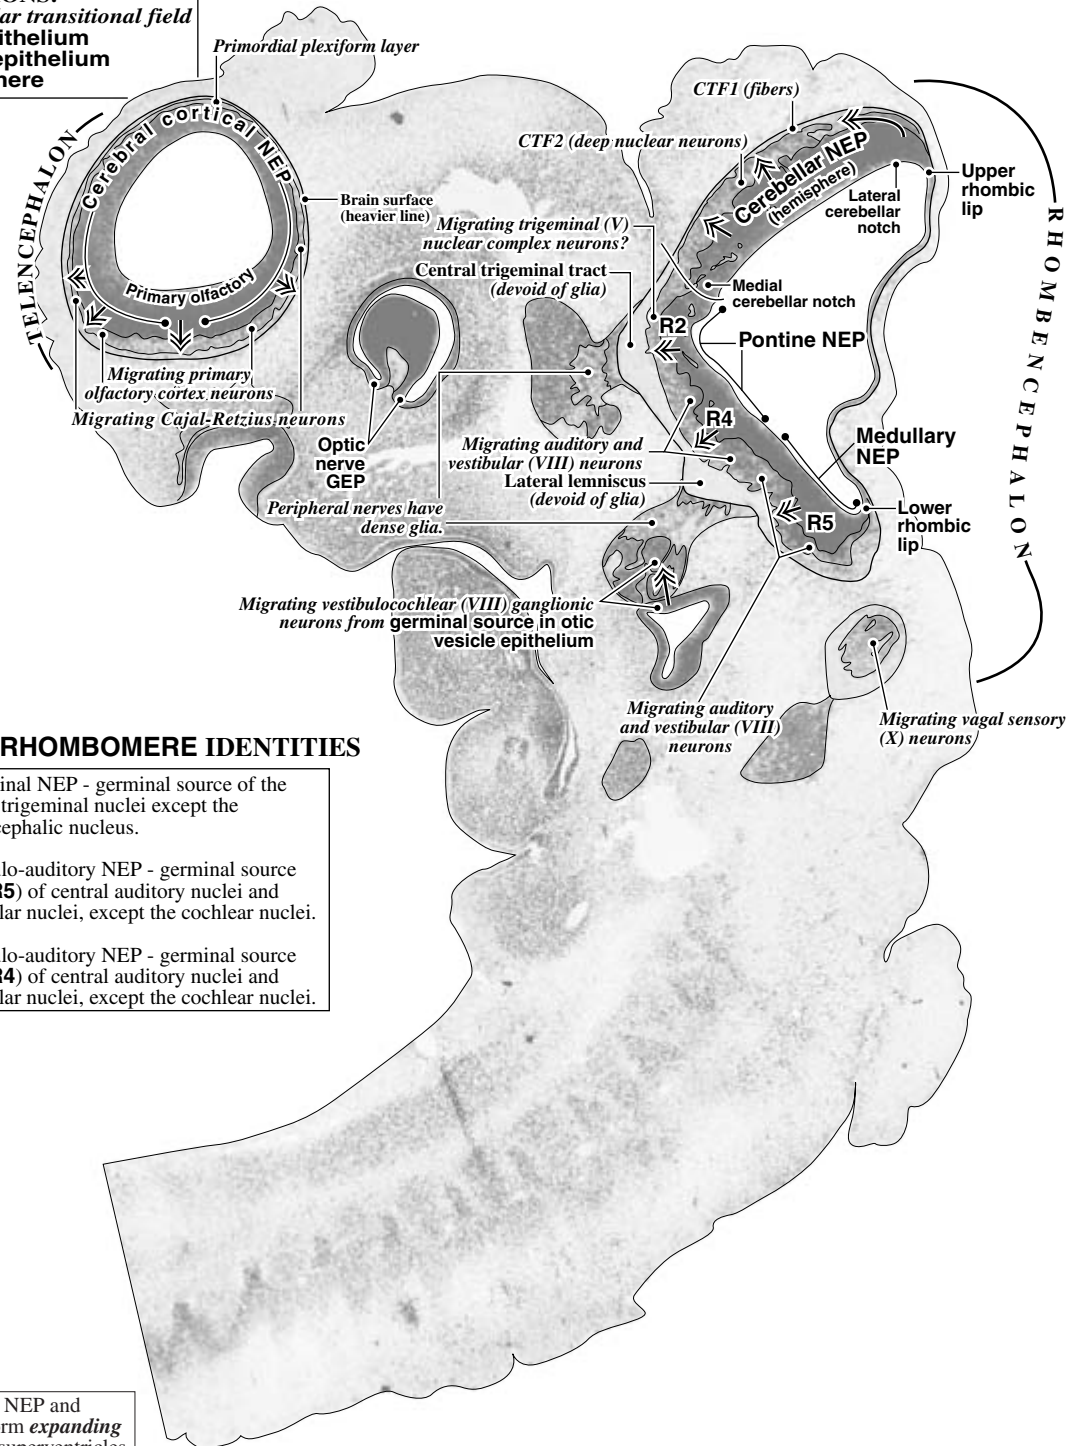 lar transitional field
ithelium
epithelium
here
Primordial plexiform layer
TELENCEPHALON
Cerebral cortical NEP
Primary olfactory
Brain surface
(heavier line)
Migrating primary
olfactory cortex neurons
Migrating Cajal-Retzius neurons
Optic
nerve
GEP
Peripheral nerves have
dense glia.
CTF1 (fibers)
CTF2 (deep nuclear neurons)
Cerebellar NEP
(hemisphere)
Lateral
cerebellar
notch
Upper
rhombic
lip
RHOMBENCEPHALON
Migrating trigeminal (V)
nuclear complex neurons?
Central trigeminal tract
(devoid of glia)
Medial
cerebellar notch
R2
Pontine NEP
R4
Migrating auditory and
vestibular (VIII) neurons
Lateral lemniscus
(devoid of glia)
Medullary
NEP
R5
Lower
rhombic
lip
Migrating vestibulocochlear (VIII) ganglionic
neurons from germinal source in otic
vesicle epithelium
Migrating auditory
and vestibular (VIII)
neurons
Migrating vagal sensory
(X) neurons
RHOMBOMERE IDENTITIES
inal NEP - germinal source of the
trigeminal nuclei except the
cephalic nucleus.
lo-auditory NEP - germinal source
R5) of central auditory nuclei and
lar nuclei, except the cochlear nuclei.
lo-auditory NEP - germinal source
R4) of central auditory nuclei and
lar nuclei, except the cochlear nuclei.
NEP and
rm expanding
superventricles